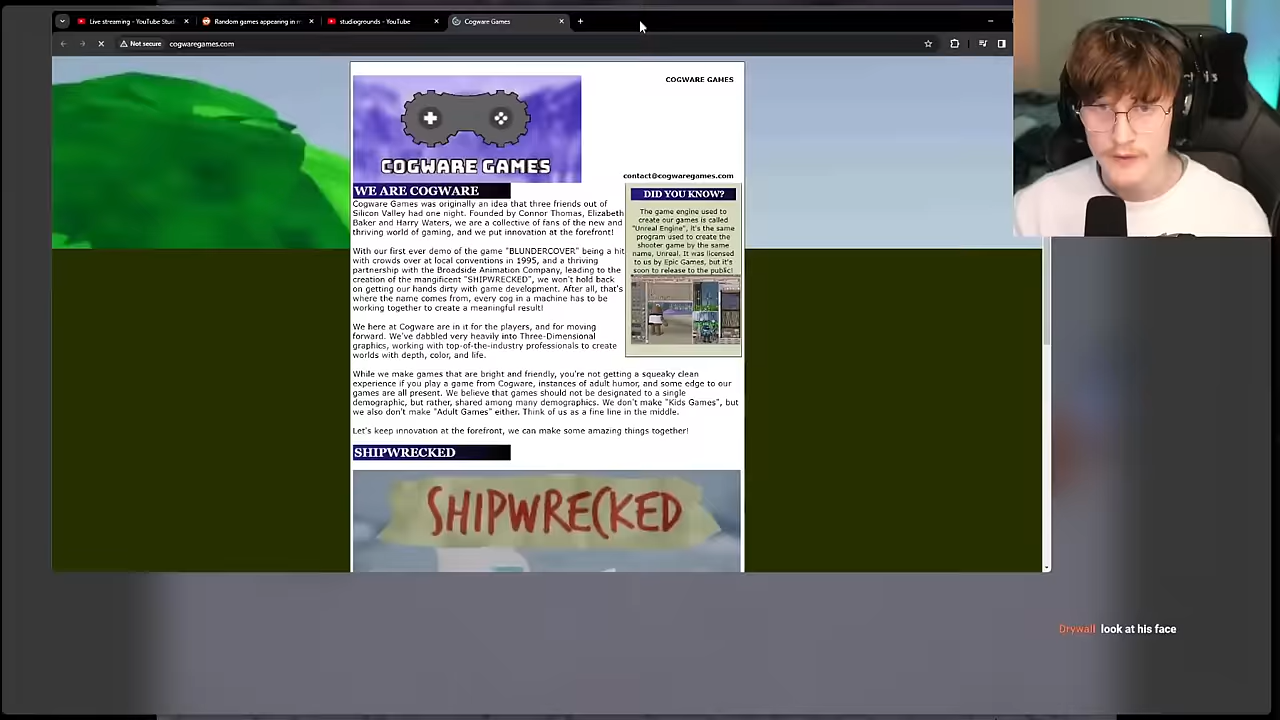 Live streaming - YouTube Stud
Random games appearing in m
studiogrounds - YouTube
Cogware Games
Not secure
cogwaregames.com
COGWARE GAMES
COGWARE GAMES
contact@cogwaregames.com
WE ARE COGWARE
Cogware Games was originally an idea that three friends out of
Silicon Valley had one night. Founded by Connor Thomas, Elizabeth
Baker and Harry Waters, we are a collective of fans of the new and
thriving world of gaming, and we put innovation at the forefront!
With our first ever demo of the game "BLUNDERCOVER" being a hit
with crowds over at local conventions in 1995, and a thriving
partnership with the Broadside Animation Company, leading to the
creation of the mangificent "SHIPWRECKED", we won't hold back
on getting our hands dirty with game development. After all, that's
where the name comes from, every cog in a machine has to be
working together to create a meaningful result!
We here at Cogware are in it for the players, and for moving
forward. We've dabbled very heavily into Three-Dimensional
graphics, working with top-of-the-industry professionals to create
worlds with depth, color, and life.
While we make games that are bright and friendly, you're not getting a squeaky clean
experience if you play a game from Cogware, instances of adult humor, and some edge to our
games are all present. We believe that games should not be designated to a single
demographic, but rather, shared among many demographics. We don't make "Kids Games", but
we also don't make "Adult Games" either. Think of us as a fine line in the middle.
Let's keep innovation at the forefront, we can make some amazing things together!
DID YOU KNOW?
The game engine used to
create our games is called
"Unreal Engine", it's the same
program used to create the
shooter game by the same
name, Unreal. It was licensed
to us by Epic Games, but it's
soon to release to the public!
SHIPWRECKED
SHIPWRECKED
Drywall look at his face